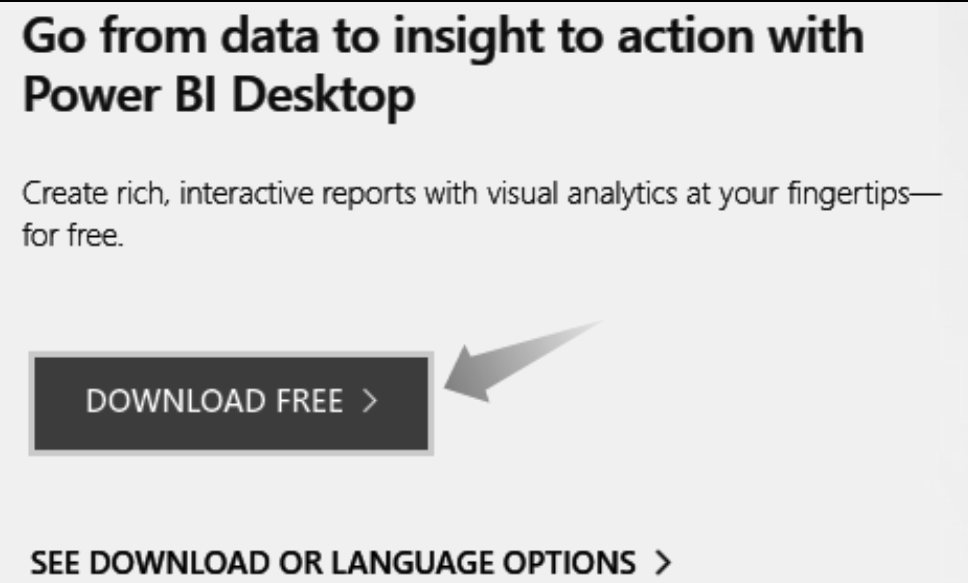 Go from data to insight to action with
Power BI Desktop
Create rich, interactive reports with visual analytics at your fingertips—
for free.
DOWNLOAD FREE >
SEE DOWNLOAD OR LANGUAGE OPTIONS >